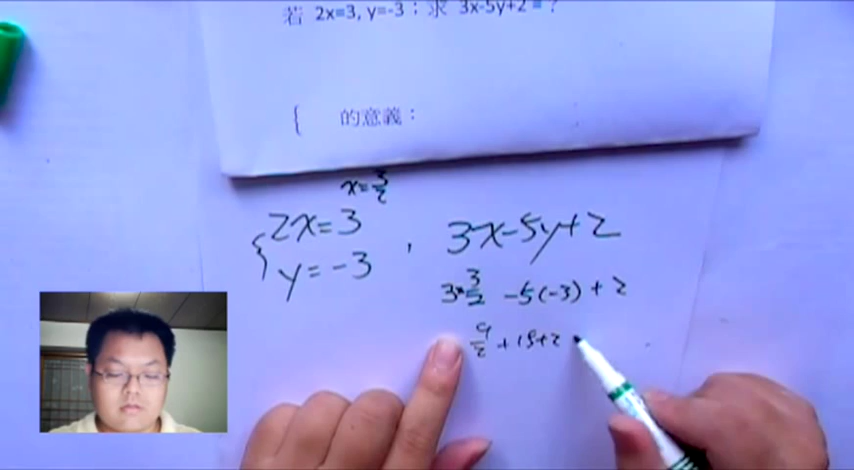 若 2x=3, y=-3；求 3x-5y+2=？
{ 的意義：
x=3/2
{2x=3
y=-3 , 3x-5y+2
3×3/2 -5(-3)+2
9/2+15+2